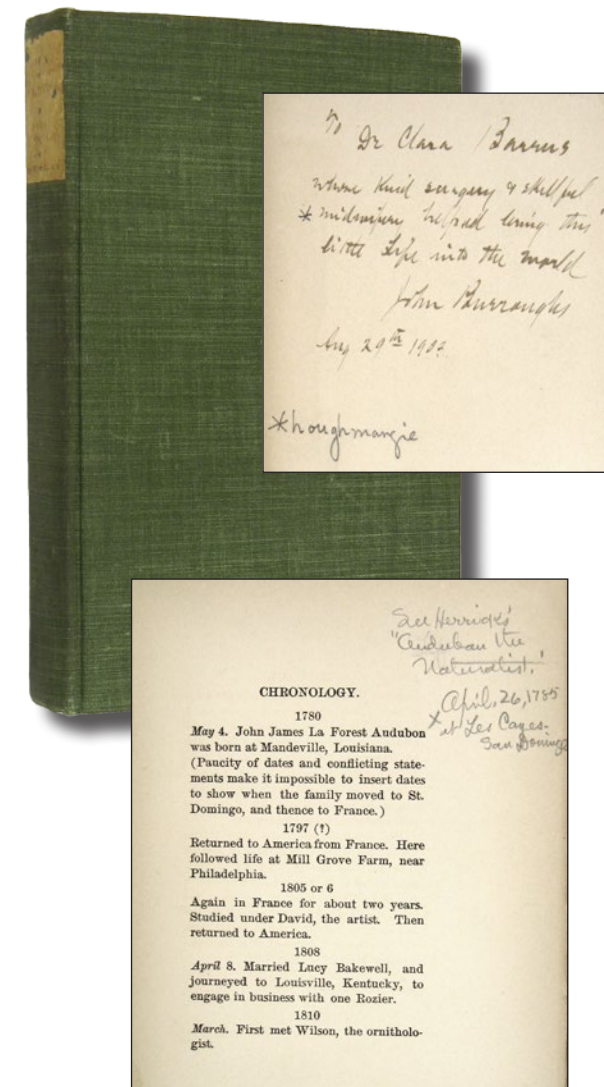 To
Dr Clara Barrus
whose kind surgery & skillful
* midwifery helped bring this
little Life into the world
John Burroughs
Aug 29th 1902
See Herrick's
"Audubon the
Naturalist."
April, 26, 1785
x at Les Cayes-
San Domingo
CHRONOLOGY.
1780
May 4. John James La Forest Audubon
was born at Mandeville, Louisiana.
(Paucity of dates and conflicting state-
ments make it impossible to insert dates
to show when the family moved to St.
Domingo, and thence to France.)
1797 (?)
Returned to America from France. Here
followed life at Mill Grove Farm, near
Philadelphia.
1805 or 6
Again in France for about two years.
Studied under David, the artist. Then
returned to America.
1808
April 8. Married Lucy Bakewell, and
journeyed to Louisville, Kentucky, to
engage in business with one Rozier.
1810
March. First met Wilson, the ornitholo-
gist.